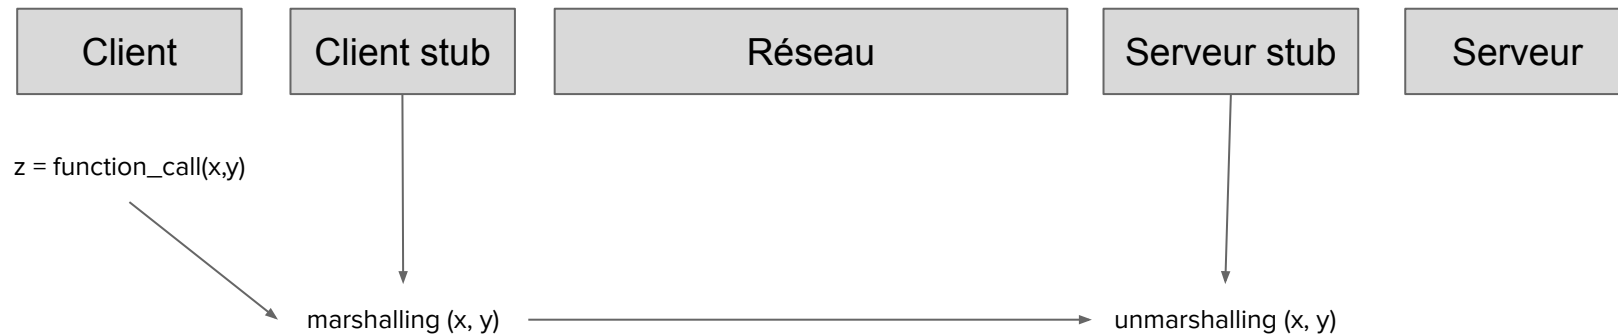 Client
Client stub
Réseau
Serveur stub
Serveur
z = function_call(x,y)
marshalling (x, y)
unmarshalling (x, y)